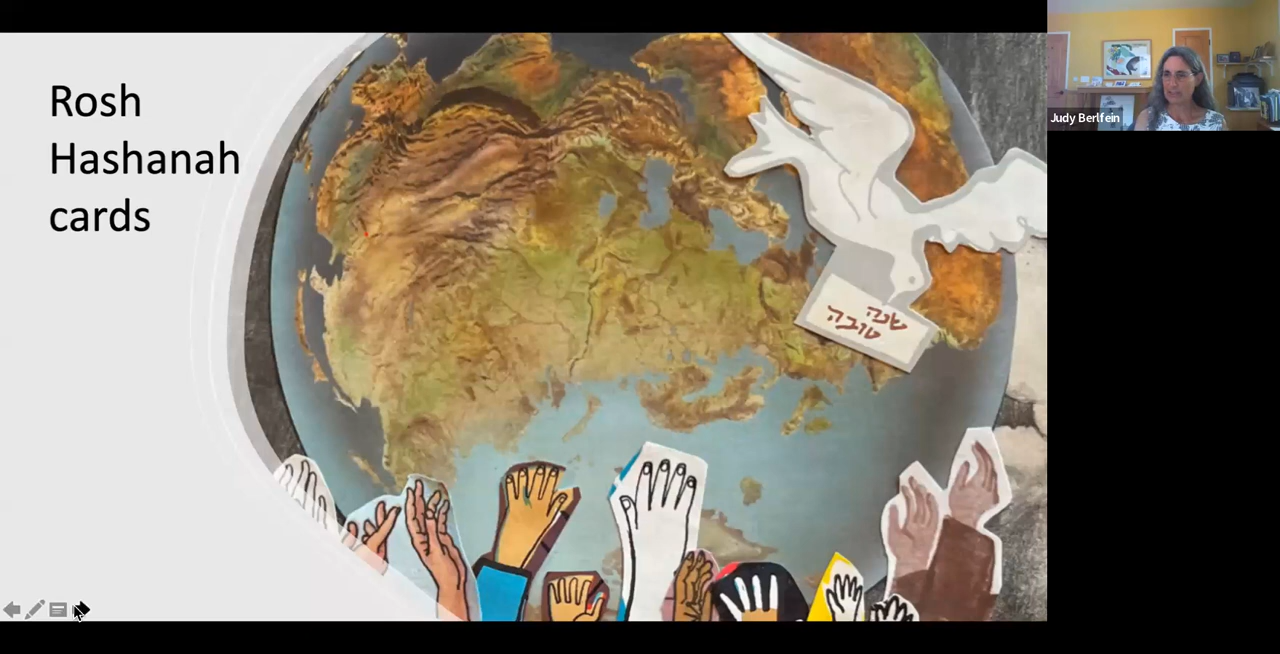 Rosh
Hashanah
cards
שנה
טובה
Judy Berlfein